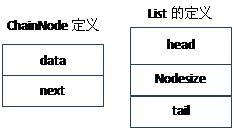 ChainNode 定义
data
next
List 的定义
head
Nodesize
tail